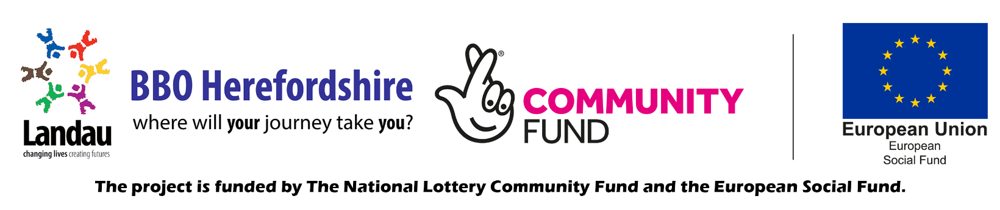 Landau
changing lives creating futures
BBO Herefordshire
where will your journey take you?
®
COMMUNITY
FUND
European Union
European
Social Fund
The project is funded by The National Lottery Community Fund and the European Social Fund.